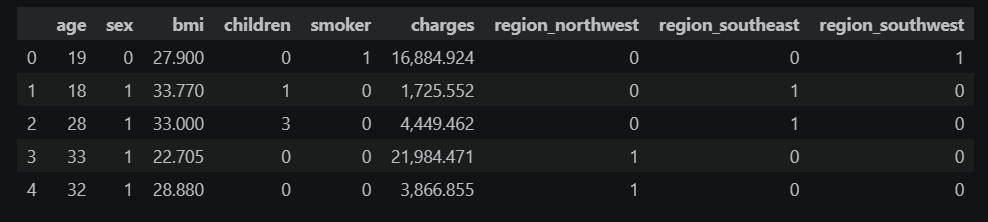 age sex bmi children smoker charges region_northwest region_southeast region_southwest
0 19 0 27.900 0 1 16,884.924 0 0 1
1 18 1 33.770 1 0 1,725.552 0 1 0
2 28 1 33.000 3 0 4,449.462 0 1 0
3 33 1 22.705 0 0 21,984.471 1 0 0
4 32 1 28.880 0 0 3,866.855 1 0 0